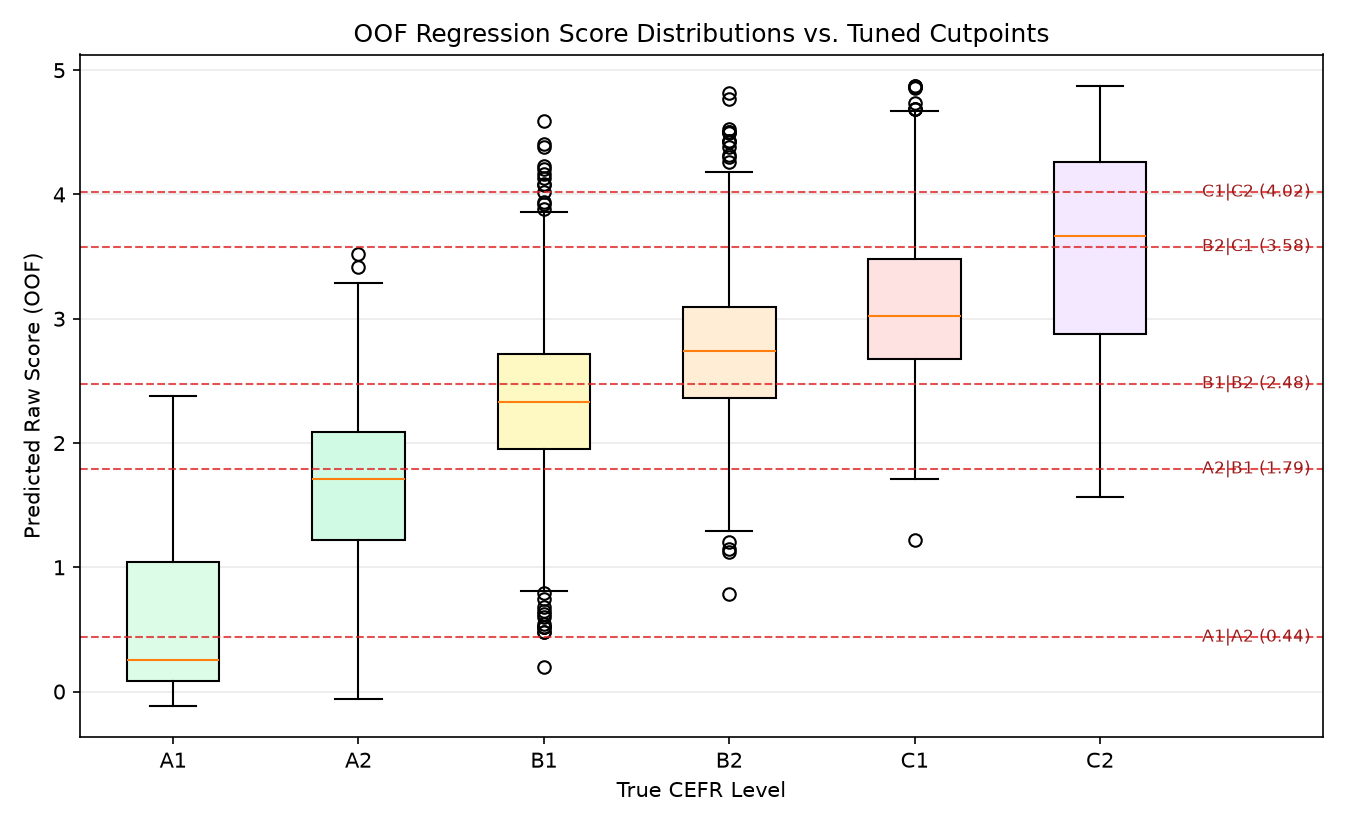 OOF Regression Score Distributions vs. Tuned Cutpoints
Predicted Raw Score (OOF)
5
4
3
2
1
0
C1|C2 (4.02)
B2|C1 (3.58)
B1|B2 (2.48)
A2|B1 (1.79)
A1|A2 (0.44)
A1 A2 B1 B2 C1 C2
True CEFR Level